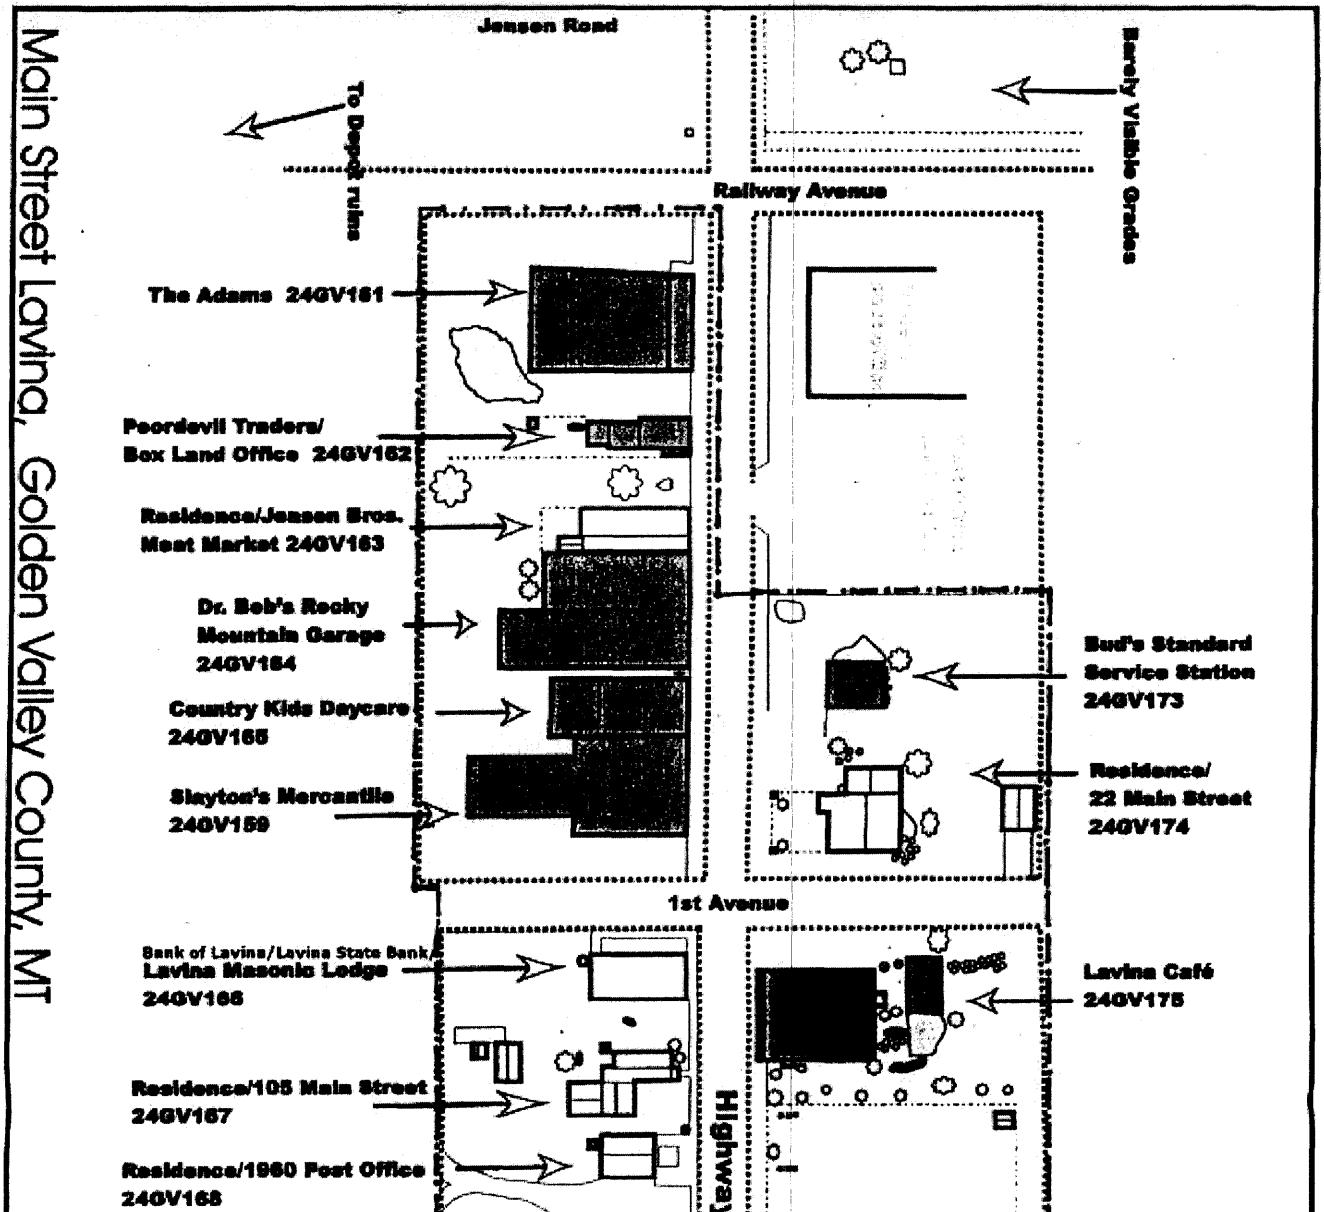 Main Street Lavina, Golden Valley County, MT
Jensen Road
To Depot ruins
Barely Visible Grades
Railway Avenue
The Adams 24GV161
Poordevil Traders/
Box Land Office 24GV162
Residence/Jensen Bros.
Meat Market 24GV163
Dr. Bob's Rocky
Mountain Garage
24GV164
Country Kids Daycare
24GV165
Slayton's Mercantile
24GV159
Bud's Standard
Service Station
24GV173
Residence/
22 Main Street
24GV174
1st Avenue
Bank of Lavina/Lavina State Bank/
Lavina Masonic Lodge
24GV166
Lavina Café
24GV175
Residence/105 Main Street
24GV167
Highway
Residence/1960 Post Office
24GV168